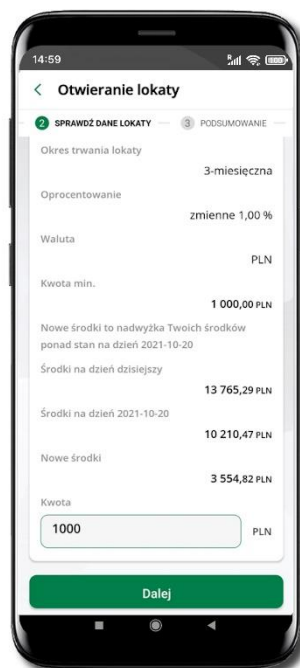 14:59
Otwieranie lokaty
2 SPRAWDŹ DANE LOKATY 3 PODSUMOWANIE
Okres trwania lokaty
3-miesięczna
Oprocentowanie
zmienne 1,00 %
Waluta
PLN
Kwota min.
1 000,00 PLN
Nowe środki to nadwyżka Twoich środków
ponad stan na dzień 2021-10-20
Środki na dzień dzisiejszy
13 765,29 PLN
Środki na dzień 2021-10-20
10 210,47 PLN
Nowe środki
3 554,82 PLN
Kwota
1000 PLN
Dalej